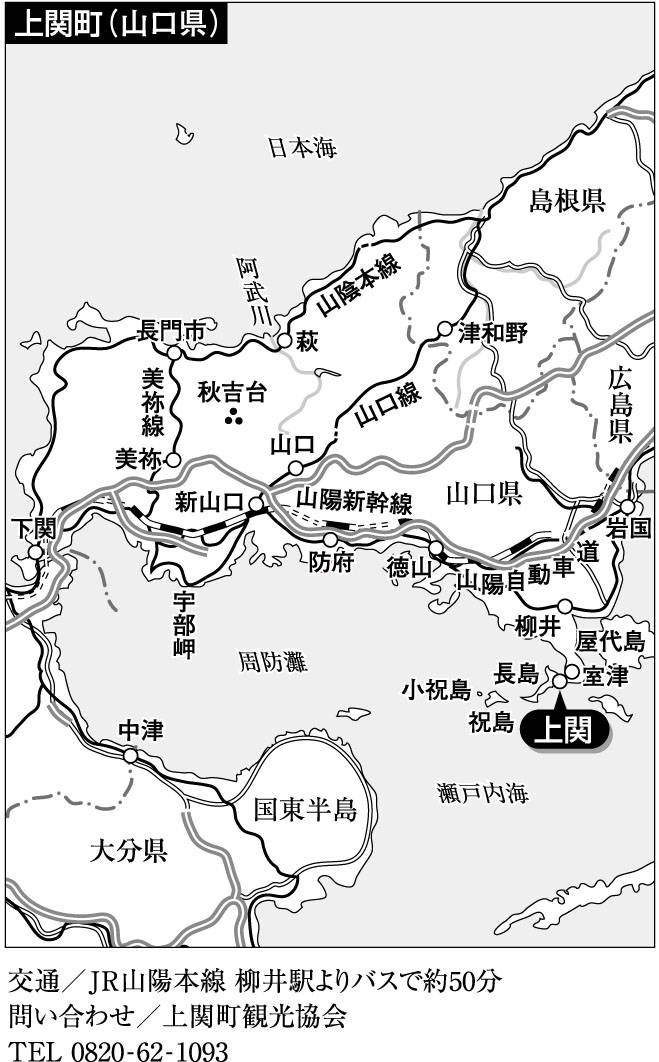 上関町(山口県)
日本海
島根県
阿武川
山陰本線
長門市
萩
津和野
美祢線
秋吉台
山口線
広島県
美祢
山口
新山口
山陽新幹線
山口県
下関
防府
徳山
山陽自動車道
岩国
宇部岬
柳井
屋代島
周防灘
長島
室津
小祝島
祝島
上関
中津
瀬戸内海
国東半島
大分県
交通／JR山陽本線 柳井駅よりバスで約50分
問い合わせ／上関町観光協会
TEL 0820-62-1093